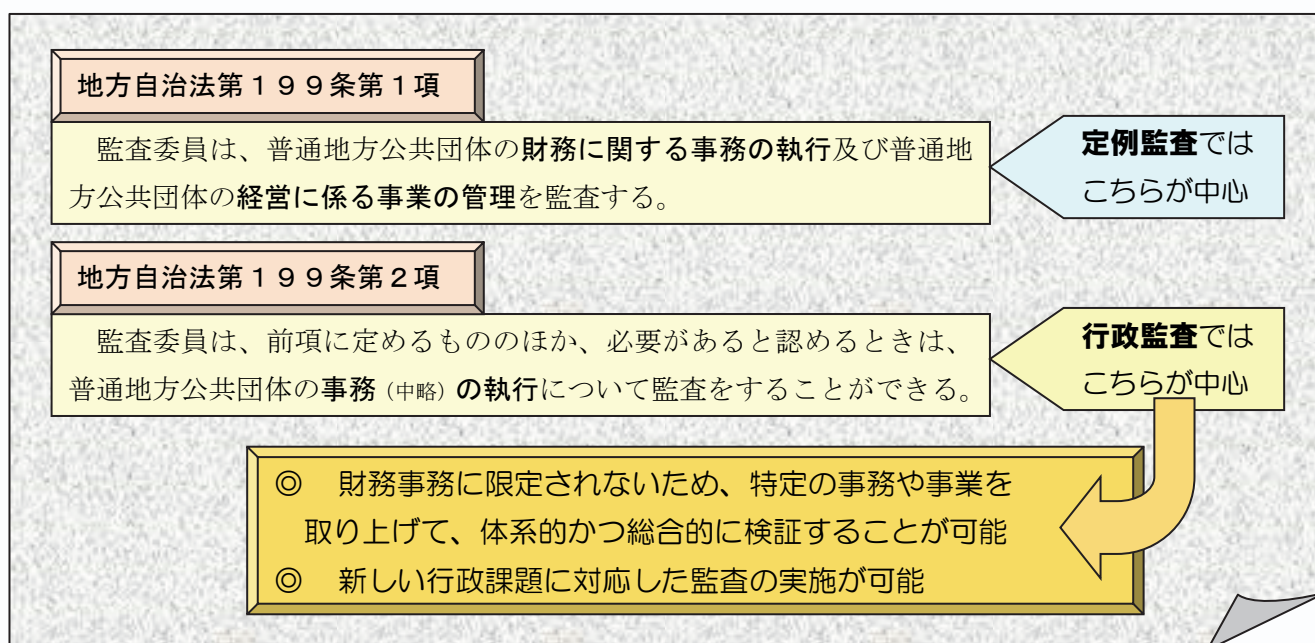 地方自治法第１９９条第１項
監査委員は、普通地方公共団体の財務に関する事務の執行及び普通地
方公共団体の経営に係る事業の管理を監査する。
定例監査では
こちらが中心
地方自治法第１９９条第２項
監査委員は、前項に定めるもののほか、必要があると認めるときは、
普通地方公共団体の事務（中略）の執行について監査をすることができる。
行政監査では
こちらが中心
◎　財務事務に限定されないため、特定の事務や事業を
取り上げて、体系的かつ総合的に検証することが可能
◎　新しい行政課題に対応した監査の実施が可能